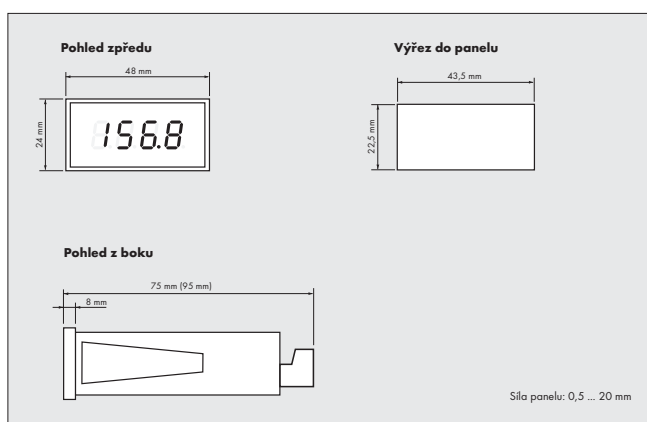 Pohled zpředu
48 mm
24 mm
156.8
Výřez do panelu
43,5 mm
22,5 mm
Pohled z boku
75 mm (95 mm)
8 mm
Síla panelu: 0,5 ... 20 mm